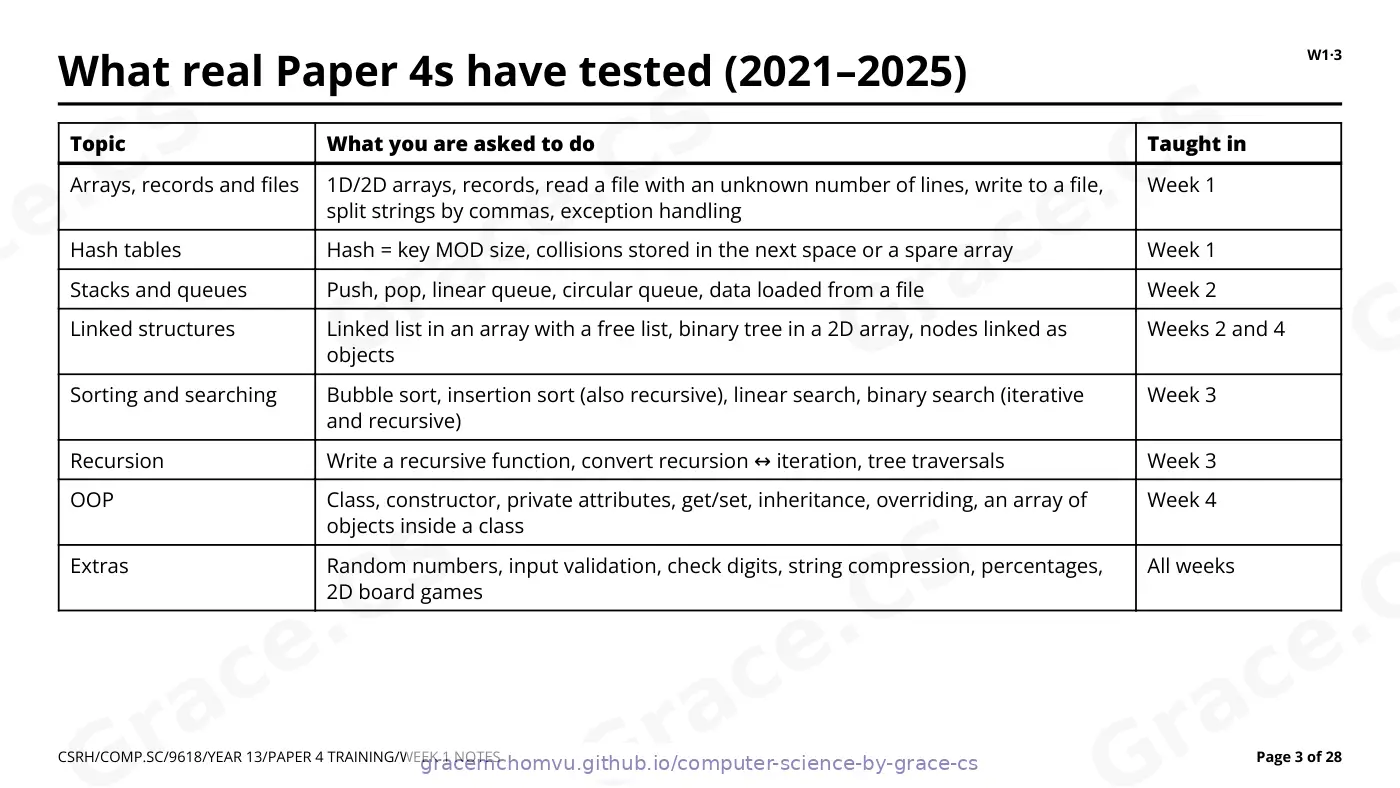 What real Paper 4s have tested (2021–2025)
W1·3
Topic
What you are asked to do
Taught in
Arrays, records and files
1D/2D arrays, records, read a file with an unknown number of lines, write to a file,
split strings by commas, exception handling
Week 1
Hash tables
Hash = key MOD size, collisions stored in the next space or a spare array
Week 1
Stacks and queues
Push, pop, linear queue, circular queue, data loaded from a file
Week 2
Linked structures
Linked list in an array with a free list, binary tree in a 2D array, nodes linked as
objects
Weeks 2 and 4
Sorting and searching
Bubble sort, insertion sort (also recursive), linear search, binary search (iterative
and recursive)
Week 3
Recursion
Write a recursive function, convert recursion ↔ iteration, tree traversals
Week 3
OOP
Class, constructor, private attributes, get/set, inheritance, overriding, an array of
objects inside a class
Week 4
Extras
Random numbers, input validation, check digits, string compression, percentages,
2D board games
All weeks
CSRH/COMP.SC/9618/YEAR 13/PAPER 4 TRAINING/WEEK 1 NOTES
gracemchomvu.github.io/computer-science-by-grace-cs
Page 3 of 28
Grace.cs
Grace.cs
Grace.cs
Grace.cs